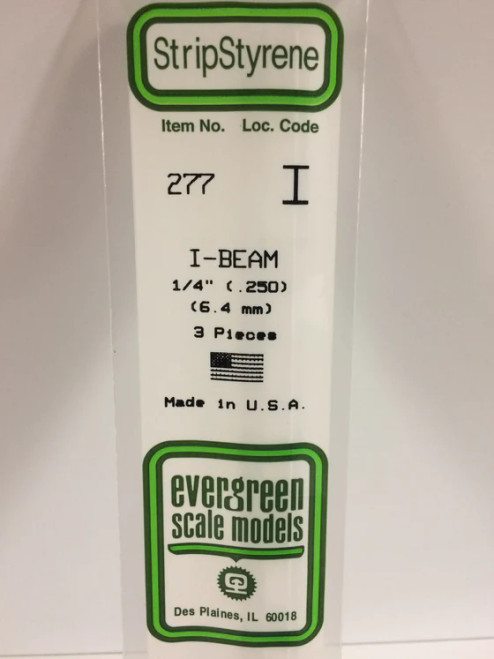 StripStyrene
Item No. Loc. Code
277 I
I-BEAM
1/4" (.250)
(6.4 mm)
3 Pieces
Made in U.S.A.
evergreen
scale models
Des Plaines, IL 60018